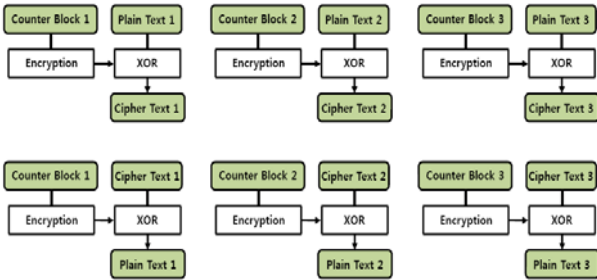 Counter Block 1 Plain Text 1 Counter Block 2 Plain Text 2 Counter Block 3 Plain Text 3
Encryption XOR Encryption XOR Encryption XOR
Cipher Text 1 Cipher Text 2 Cipher Text 3
Counter Block 1 Cipher Text 1 Counter Block 2 Cipher Text 2 Counter Block 3 Cipher Text 3
Encryption XOR Encryption XOR Encryption XOR
Plain Text 1 Plain Text 2 Plain Text 3